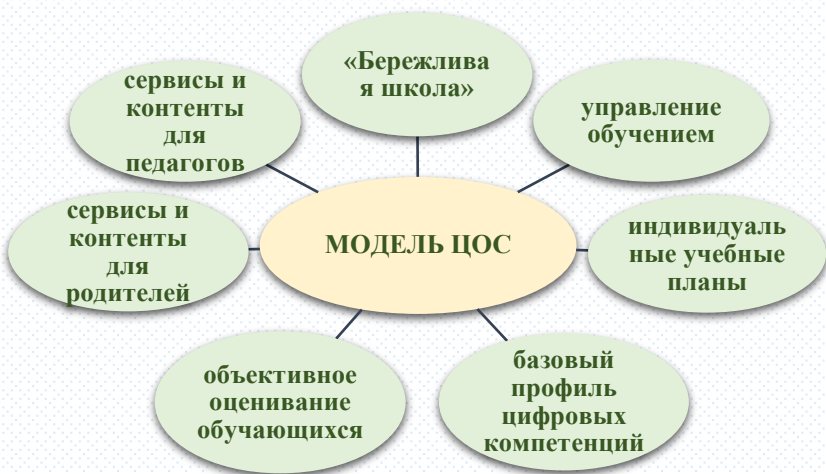 «Бережлива
я школа»
сервисы и
контенты
для
педагогов
управление
обучением
сервисы и
контенты
для
родителей
МОДЕЛЬ ЦОС
индивидуаль
ные учебные
планы
объективное
оценивание
обучающихся
базовый
профиль
цифровых
компетенций